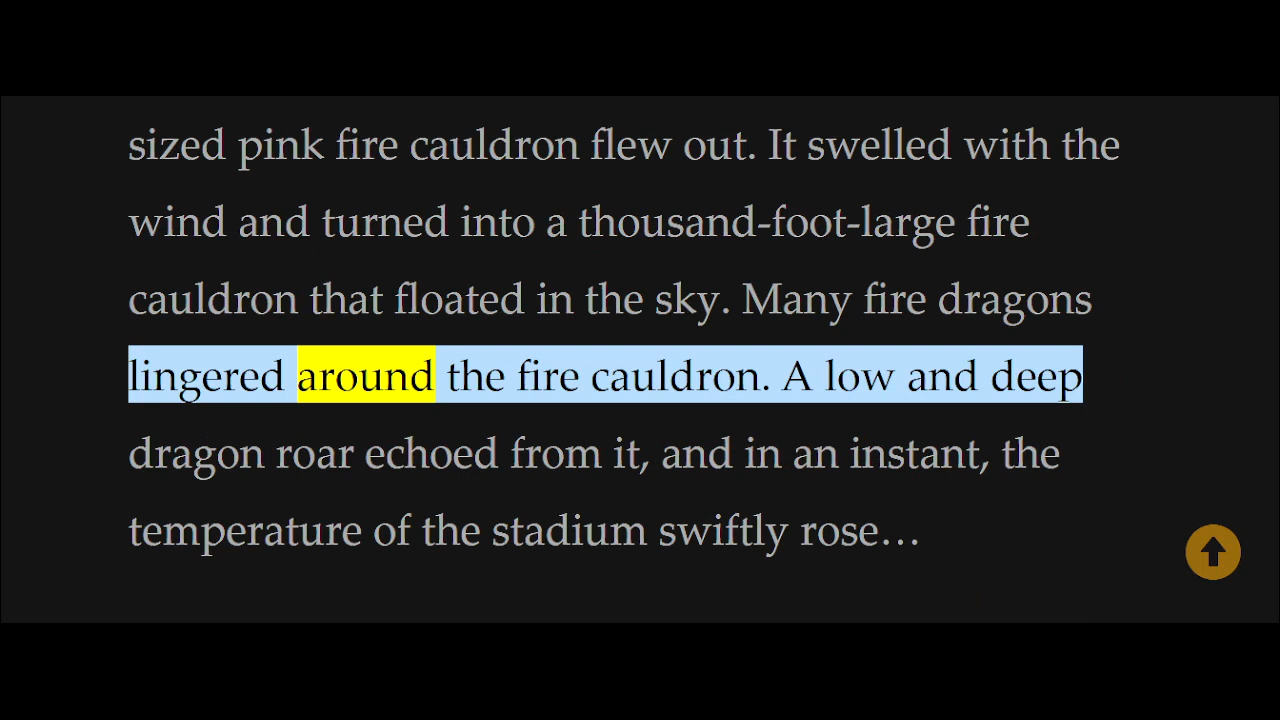 sized pink fire cauldron flew out. It swelled with the
wind and turned into a thousand-foot-large fire
cauldron that floated in the sky. Many fire dragons
lingered around the fire cauldron. A low and deep
dragon roar echoed from it, and in an instant, the
temperature of the stadium swiftly rose…